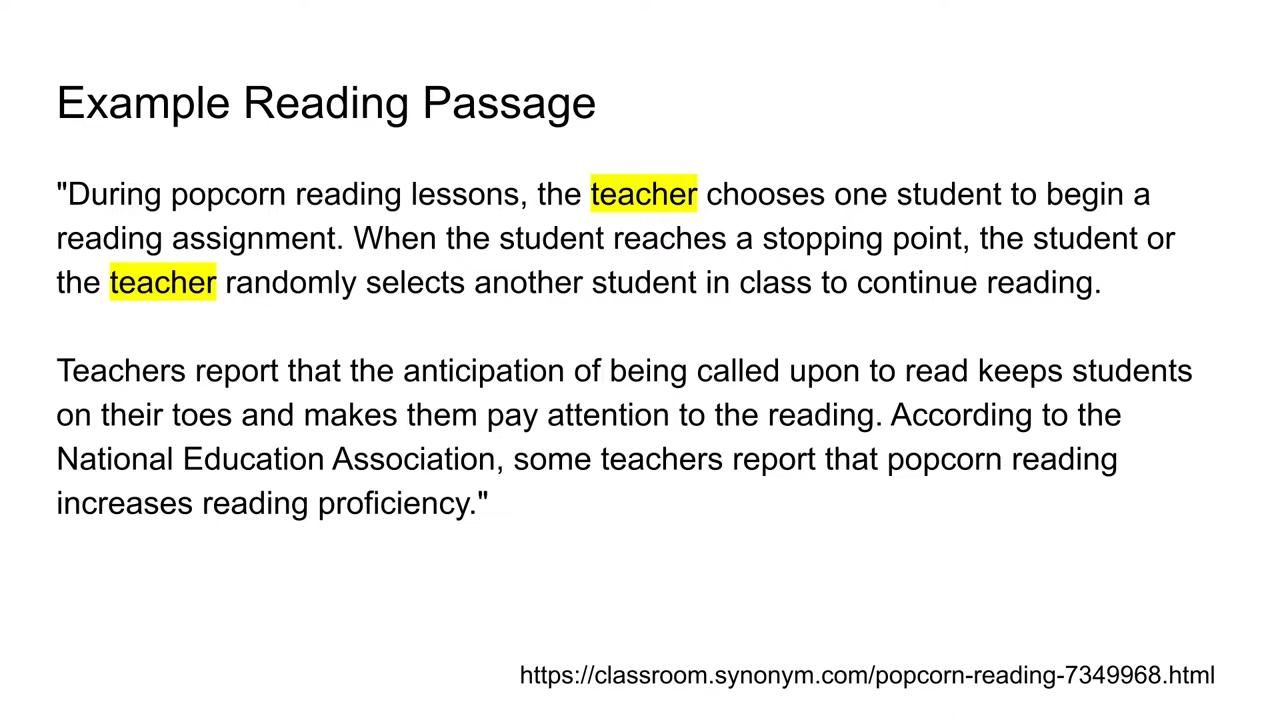 Example Reading Passage
"During popcorn reading lessons, the teacher chooses one student to begin a
reading assignment. When the student reaches a stopping point, the student or
the teacher randomly selects another student in class to continue reading.
Teachers report that the anticipation of being called upon to read keeps students
on their toes and makes them pay attention to the reading. According to the
National Education Association, some teachers report that popcorn reading
increases reading proficiency."
https://classroom.synonym.com/popcorn-reading-7349968.html